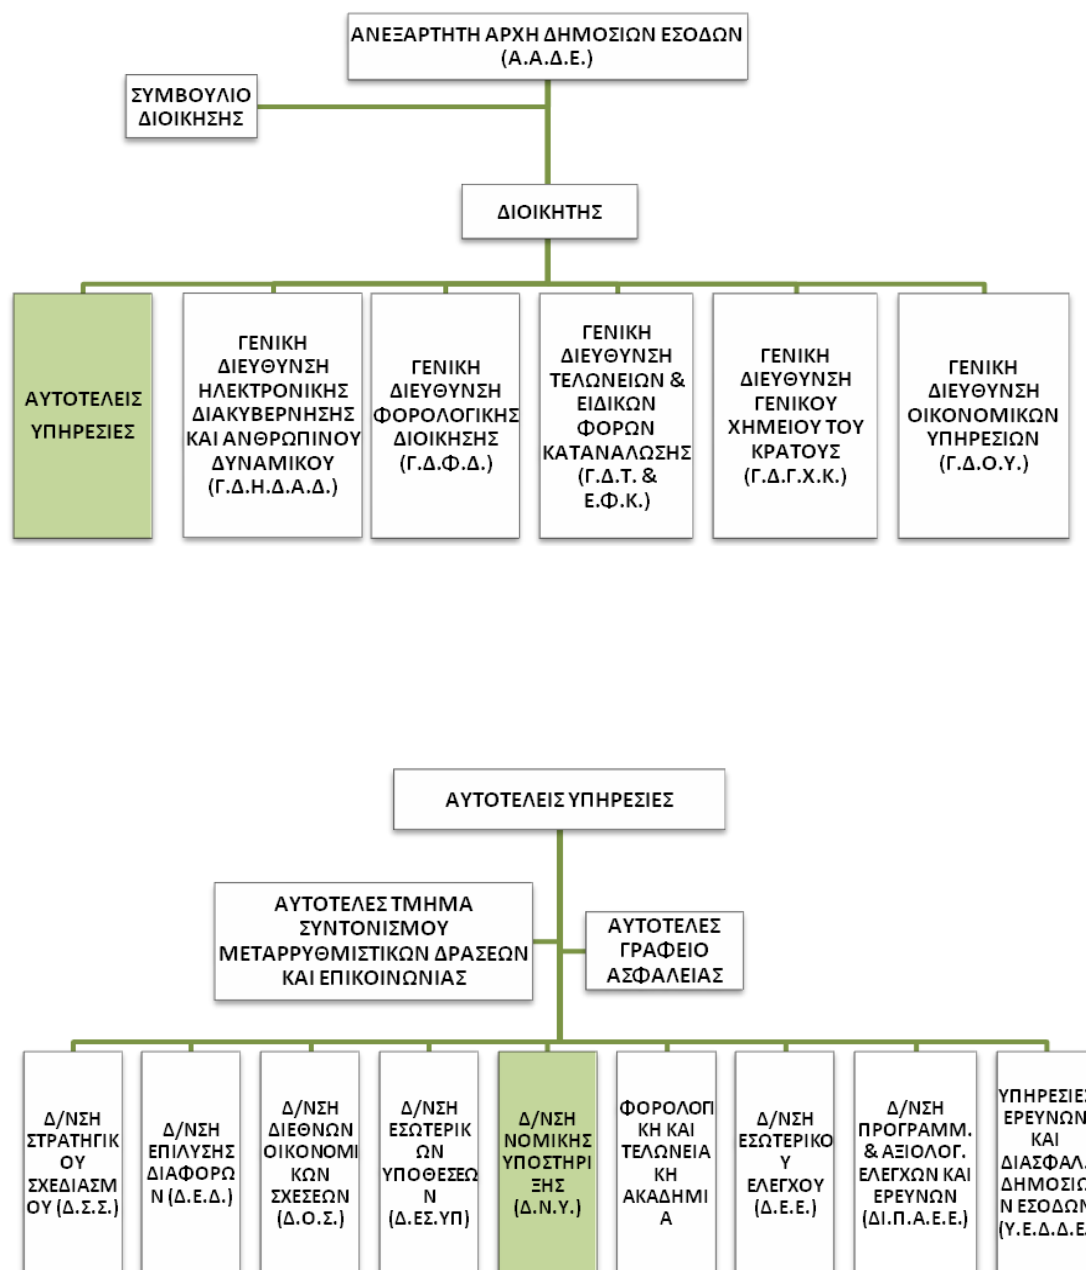 ΑΝΕΞΑΡΤΗΤΗ ΑΡΧΗ ΔΗΜΟΣΙΩΝ ΕΣΟΔΩΝ
(Α.Α.Δ.Ε.)
ΣΥΜΒΟΥΛΙΟ
ΔΙΟΙΚΗΣΗΣ
ΔΙΟΙΚΗΤΗΣ
ΑΥΤΟΤΕΛΕΙΣ
ΥΠΗΡΕΣΙΕΣ
ΓΕΝΙΚΗ
ΔΙΕΥΘΥΝΣΗ
ΗΛΕΚΤΡΟΝΙΚΗΣ
ΔΙΑΚΥΒΕΡΝΗΣΗΣ
ΚΑΙ ΑΝΘΡΩΠΙΝΟΥ
ΔΥΝΑΜΙΚΟΥ
(Γ.Δ.Η.Δ.Α.Δ.)
ΓΕΝΙΚΗ
ΔΙΕΥΘΥΝΣΗ
ΦΟΡΟΛΟΓΙΚΗΣ
ΔΙΟΙΚΗΣΗΣ
(Γ.Δ.Φ.Δ.)
ΓΕΝΙΚΗ
ΔΙΕΥΘΥΝΣΗ
ΤΕΛΩΝΕΙΩΝ &
ΕΙΔΙΚΩΝ
ΦΟΡΩΝ
ΚΑΤΑΝΑΛΩΣΗΣ
(Γ.Δ.Τ. &
Ε.Φ.Κ.)
ΓΕΝΙΚΗ
ΔΙΕΥΘΥΝΣΗ
ΓΕΝΙΚΟΥ
ΧΗΜΕΙΟΥ ΤΟΥ
ΚΡΑΤΟΥΣ
(Γ.Δ.Γ.Χ.Κ.)
ΓΕΝΙΚΗ
ΔΙΕΥΘΥΝΣΗ
ΟΙΚΟΝΟΜΙΚΩΝ
ΥΠΗΡΕΣΙΩΝ
(Γ.Δ.Ο.Υ.)
ΑΥΤΟΤΕΛΕΙΣ ΥΠΗΡΕΣΙΕΣ
ΑΥΤΟΤΕΛΕΣ ΤΜΗΜΑ
ΣΥΝΤΟΝΙΣΜΟΥ
ΜΕΤΑΡΡΥΘΜΙΣΤΙΚΩΝ ΔΡΑΣΕΩΝ
ΚΑΙ ΕΠΙΚΟΙΝΩΝΙΑΣ
ΑΥΤΟΤΕΛΕΣ
ΓΡΑΦΕΙΟ
ΑΣΦΑΛΕΙΑΣ
Δ/ΝΣΗ
ΣΤΡΑΤΗΓΙΚ
ΟΥ
ΣΧΕΔΙΑΣΜ
ΟΥ (Δ.Σ.Σ.)
Δ/ΝΣΗ
ΕΠΙΛΥΣΗΣ
ΔΙΑΦΟΡΩ
Ν (Δ.Ε.Δ.)
Δ/ΝΣΗ
ΔΙΕΘΝΩΝ
ΟΙΚΟΝΟΜΙ
ΚΩΝ
ΣΧΕΣΕΩΝ
(Δ.Ο.Σ.)
Δ/ΝΣΗ
ΕΣΩΤΕΡΙΚ
ΩΝ
ΥΠΟΘΕΣΕΩ
Ν
(Δ.ΕΣ.ΥΠ)
Δ/ΝΣΗ
ΝΟΜΙΚΗΣ
ΥΠΟΣΤΗΡΙ
ΞΗΣ
(Δ.Ν.Υ.)
ΦΟΡΟΛΟΓΙ
ΚΗ ΚΑΙ
ΤΕΛΩΝΕΙΑ
ΚΗ
ΑΚΑΔΗΜΙ
Α
Δ/ΝΣΗ
ΕΣΩΤΕΡΙΚΟ
Υ
ΕΛΕΓΧΟΥ
(Δ.Ε.Ε.)
Δ/ΝΣΗ
ΠΡΟΓΡΑΜΜ.
& ΑΞΙΟΛΟΓ.
ΕΛΕΓΧΩΝ ΚΑΙ
ΕΡΕΥΝΩΝ
(ΔΙ.Π.Α.Ε.Ε.)
ΥΠΗΡΕΣΙΕΣ
ΕΡΕΥΝΩΝ
ΚΑΙ
ΔΙΑΣΦΑΛ.
ΔΗΜΟΣΙΩ
Ν ΕΣΟΔΩΝ
(Υ.Ε.Δ.Δ.Ε.